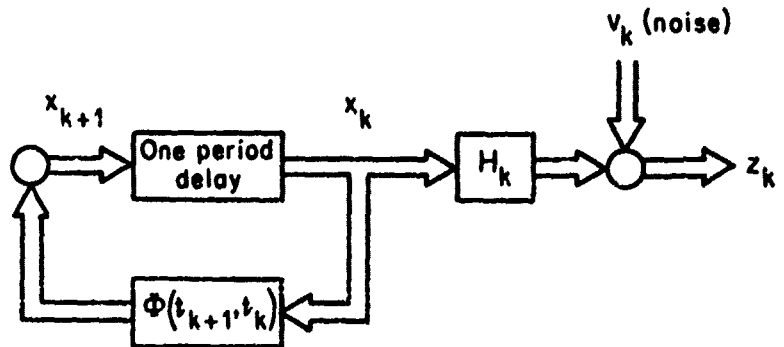 v_k (noise)
x_{k+1}
x_k
One period
delay
H_k
z_k
Φ(t_{k+1}, t_k)